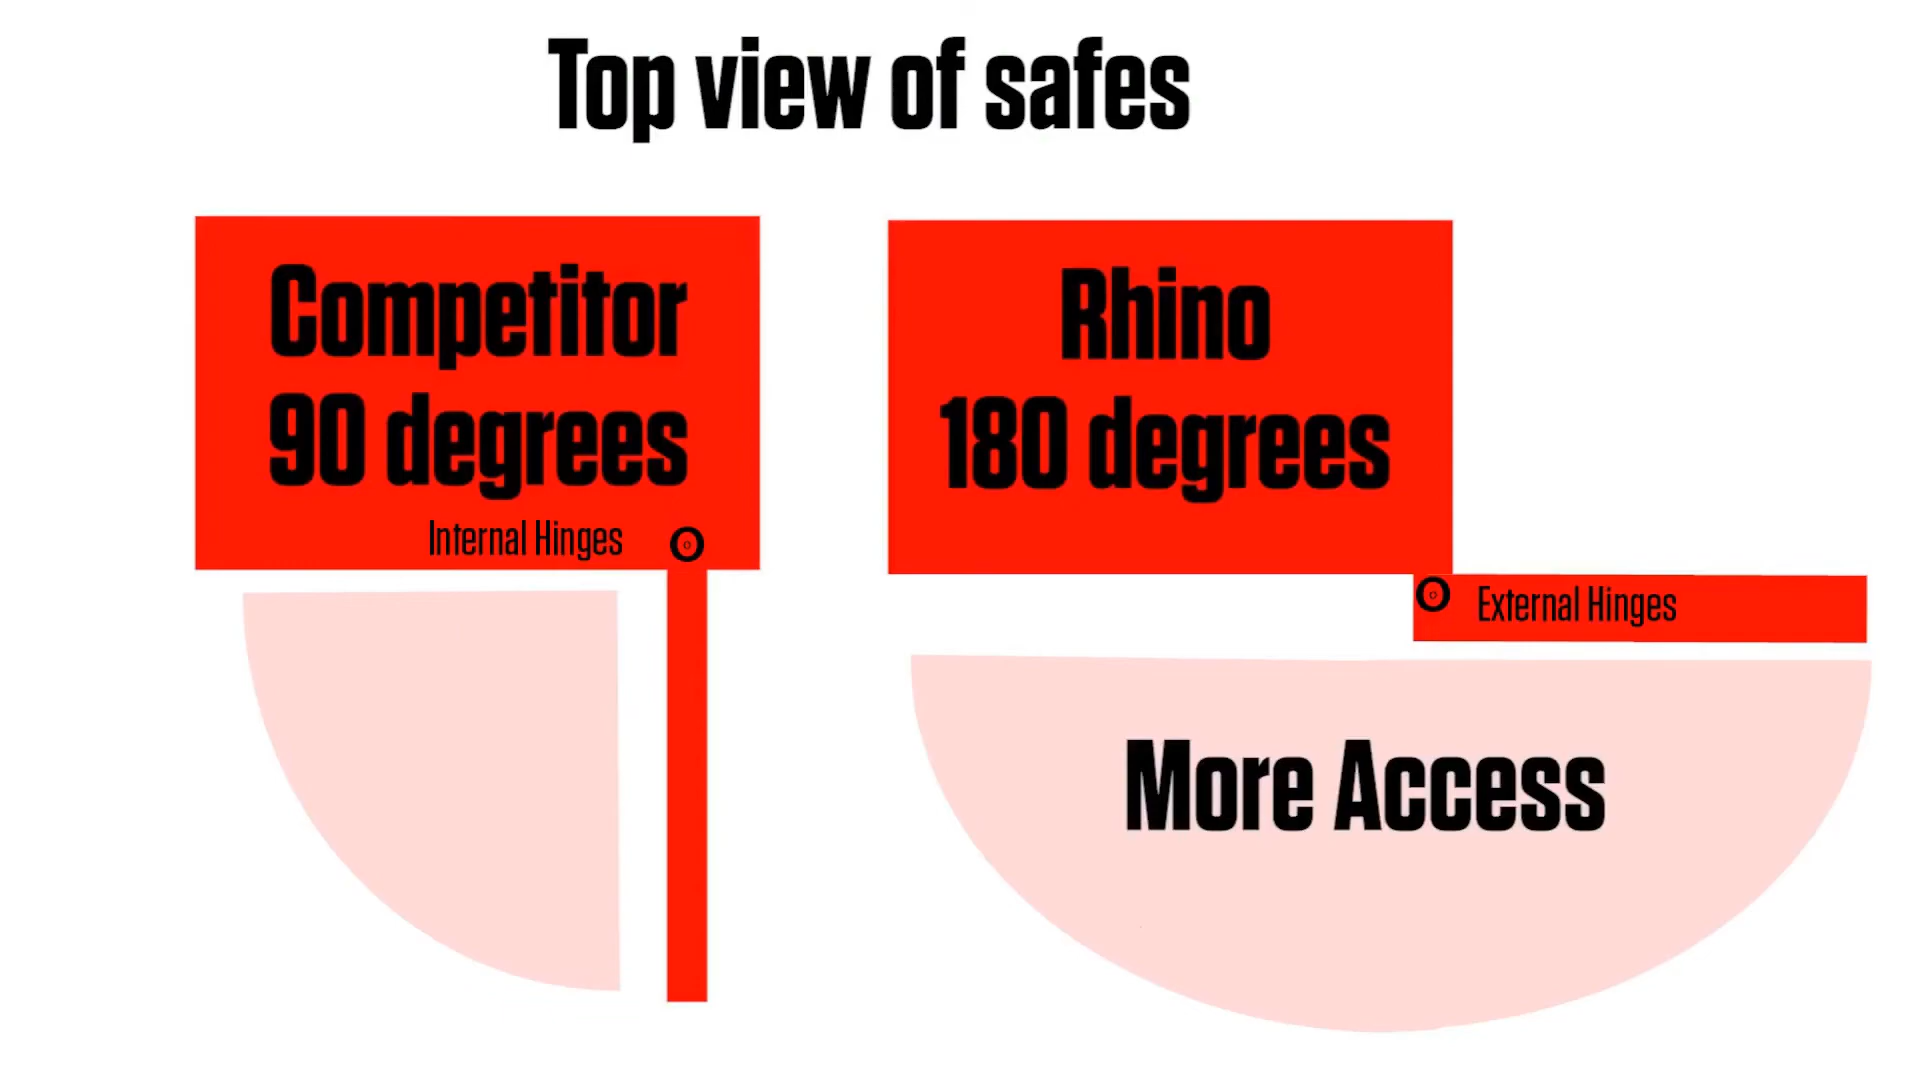 Top view of safes
Competitor
90 degrees
Internal Hinges
Rhino
180 degrees
External Hinges
More Access